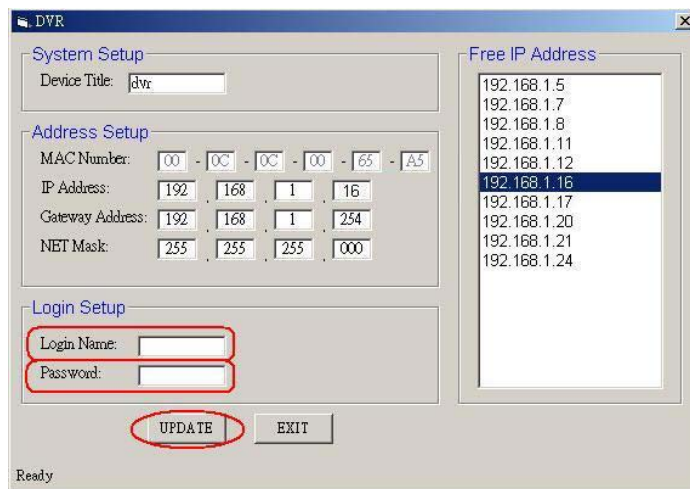 DVR
System Setup
Device Title: dvr
Address Setup
MAC Number: 00 - 0C - 0C - 00 - 65 - A5
IP Address: 192 . 168 . 1 . 16
Gateway Address: 192 . 168 . 1 . 254
NET Mask: 255 . 255 . 255 . 000
Login Setup
Login Name:
Password:
UPDATE EXIT
Ready
Free IP Address
192.168.1.5
192.168.1.7
192.168.1.8
192.168.1.11
192.168.1.12
192.168.1.16
192.168.1.17
192.168.1.20
192.168.1.21
192.168.1.24